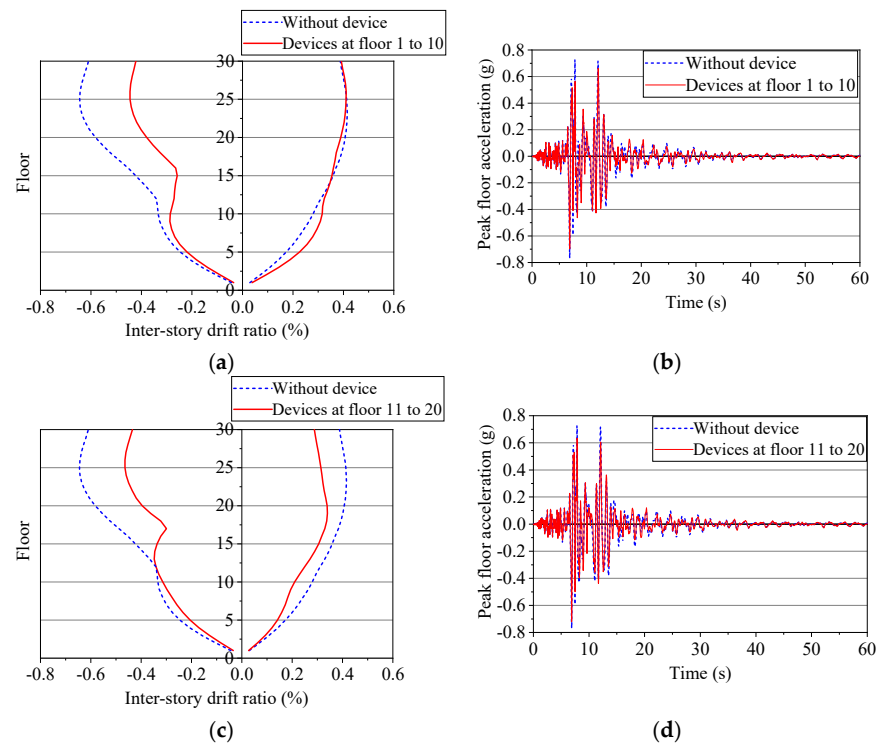 Without device
Devices at floor 1 to 10
30
25
20
15
10
5
0
Floor
-0.8 -0.6 -0.4 -0.2 0.0 0.2 0.4 0.6
Inter-story drift ratio (%)
(a)
Without device
Devices at floor 1 to 10
0.8
0.6
0.4
0.2
0.0
-0.2
-0.4
-0.6
-0.8
Peak floor acceleration (g)
0 10 20 30 40 50 60
Time (s)
(b)
Without device
Devices at floor 11 to 20
30
25
20
15
10
5
0
Floor
-0.8 -0.6 -0.4 -0.2 0.0 0.2 0.4 0.6
Inter-story drift ratio (%)
(c)
Without device
Devices at floor 11 to 20
0.8
0.6
0.4
0.2
0.0
-0.2
-0.4
-0.6
-0.8
Peak floor acceleration (g)
0 10 20 30 40 50 60
Time (s)
(d)